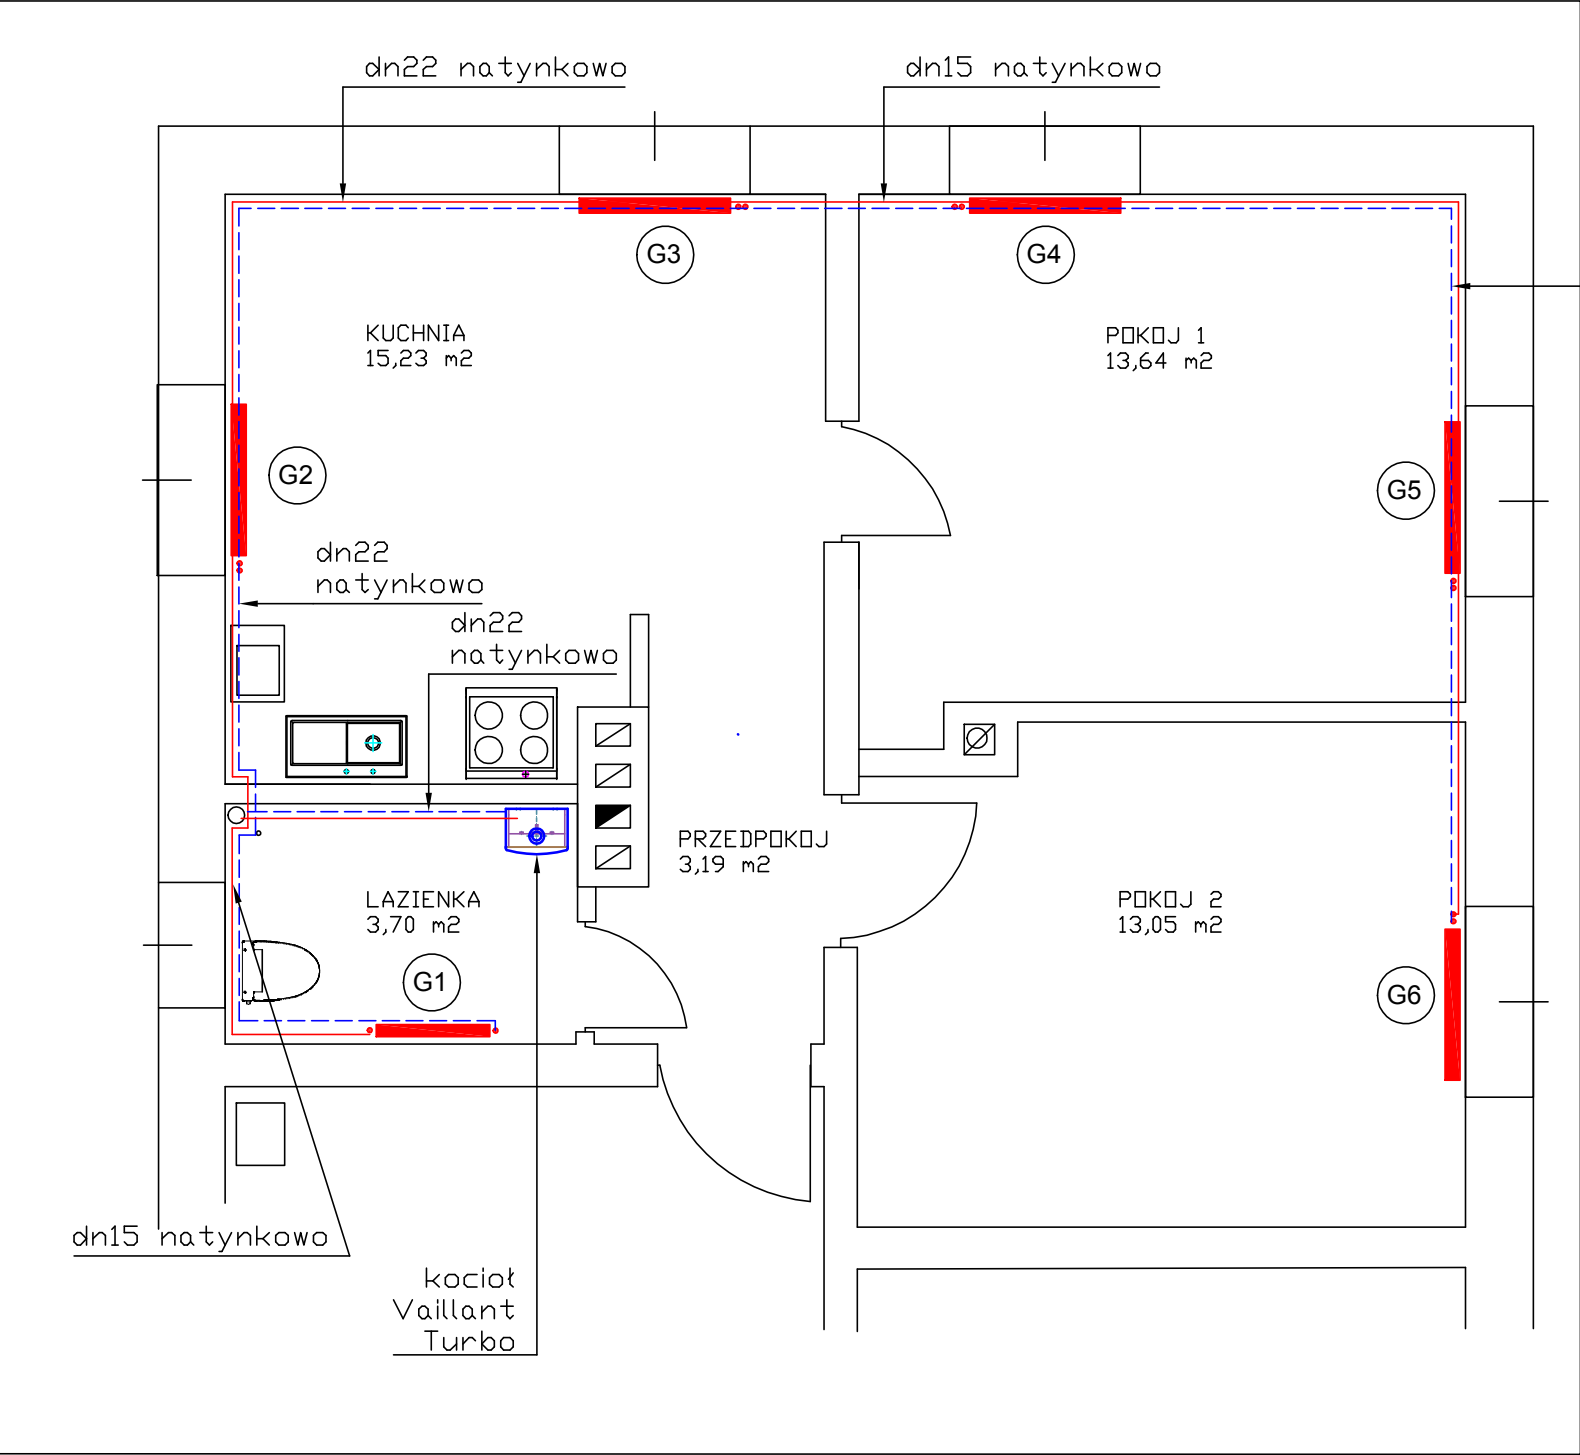 dn22 natynkowo
dn15 natynkowo
G3
G4
KUCHNIA
15,23 m2
POKOJ 1
13,64 m2
G2
G5
dn22
natynkowo
dn22
natynkowo
PRZEDPOKOJ
3,19 m2
LAZIENKA
3,70 m2
POKOJ 2
13,05 m2
G1
G6
dn15 natynkowo
kocioł
Vaillant
Turbo